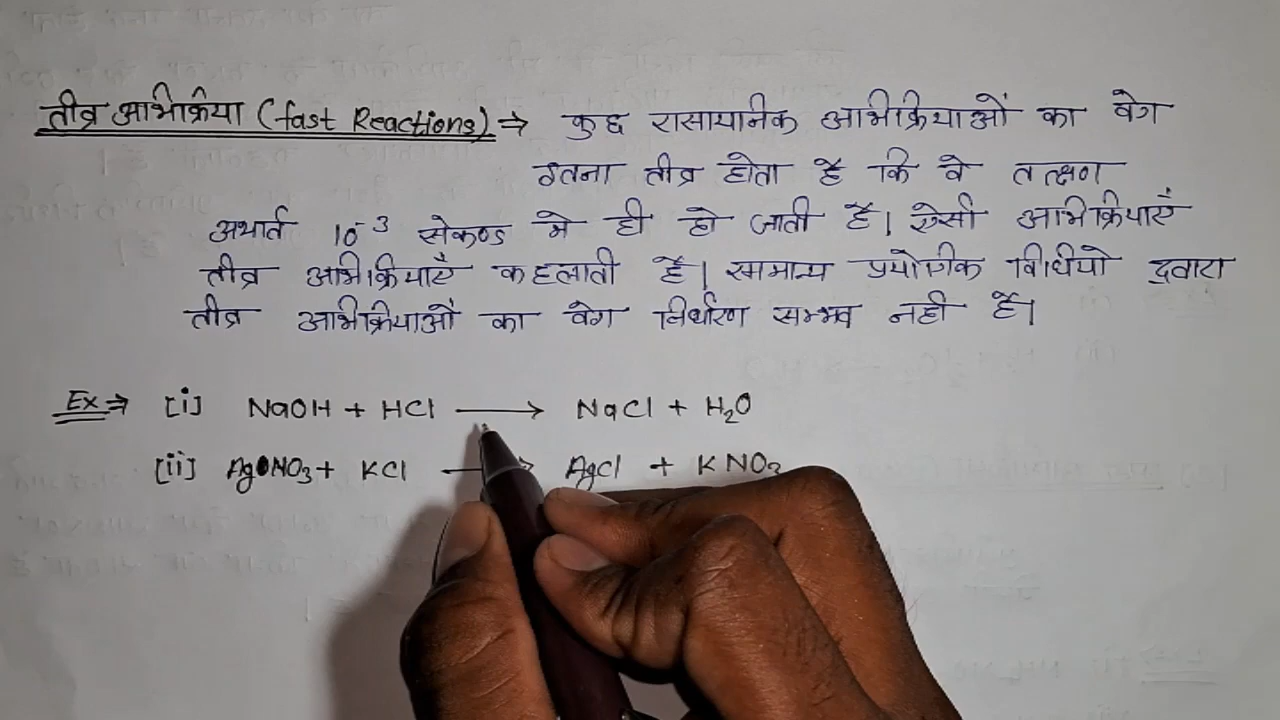 तीव्र अभिक्रिया (fast Reactions) ⇒ कुछ रासायनिक अभिक्रियाओं का वेग
इतना तीव्र होता है कि वे तत्क्षण
अथार्त 10⁻³ सेकण्ड मे ही हो जाती है। ऐसी अभिक्रियाएँ
तीव्र अभिक्रियाएँ कहलाती है। सामान्य प्रयोगिक विधियो द्वारा
तीव्र अभिक्रियाओं का वेग निर्धारण सम्भव नही है।
Ex ⇒ [i] NaOH + HCl ⟶ NaCl + H₂O
[ii] AgNO₃ + KCl ⟶ AgCl + KNO₃